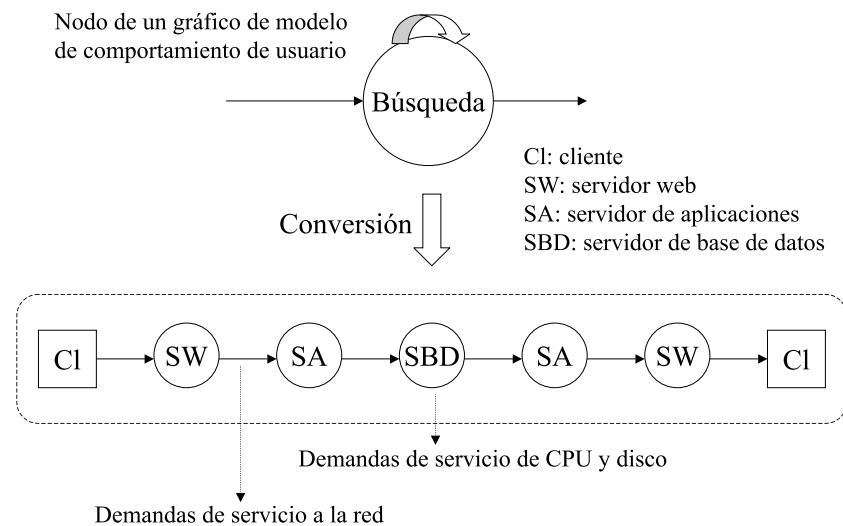 Nodo de un gráfico de modelo
de comportamiento de usuario
Búsqueda
Cl: cliente
SW: servidor web
SA: servidor de aplicaciones
SBD: servidor de base de datos
Conversión
Cl
SW
SA
SBD
SA
SW
Cl
Demandas de servicio de CPU y disco
Demandas de servicio a la red